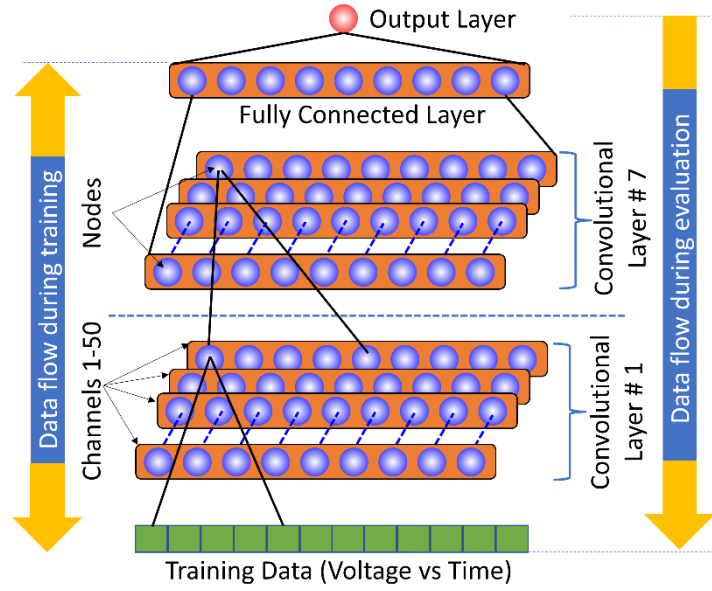 Output Layer
Fully Connected Layer
Data flow during training
Nodes
Convolutional
Layer # 7
Data flow during evaluation
Channels 1-50
Convolutional
Layer # 1
Training Data (Voltage vs Time)